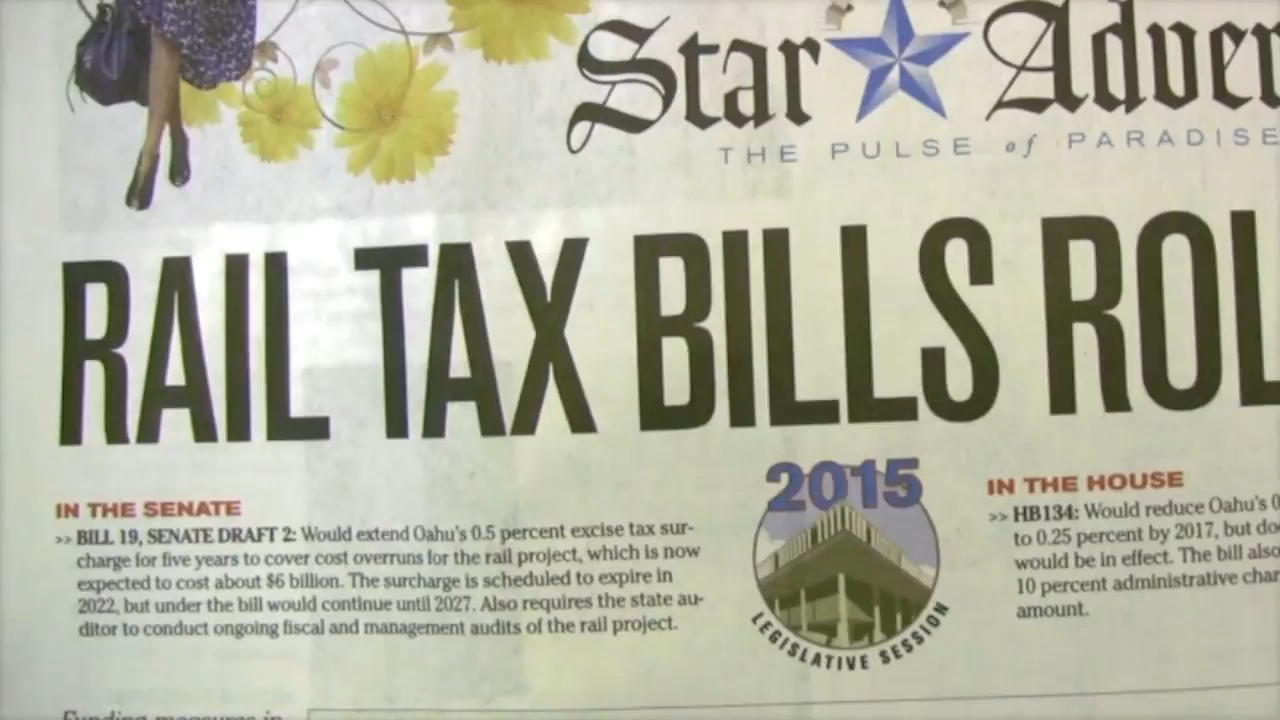 Star Adver
THE PULSE of PARADISE
RAIL TAX BILLS ROL
IN THE SENATE
>> BILL 19, SENATE DRAFT 2: Would extend Oahu's 0.5 percent excise tax sur-
charge for five years to cover cost overruns for the rail project, which is now
expected to cost about $6 billion. The surcharge is scheduled to expire in
2022, but under the bill would continue until 2027. Also requires the state au-
ditor to conduct ongoing fiscal and management audits of the rail project.
2015
LEGISLATIVE SESSION
IN THE HOUSE
>> HB134: Would reduce Oahu's 0
to 0.25 percent by 2017, but do
would be in effect. The bill also
10 percent administrative char
amount.
Funding measures in